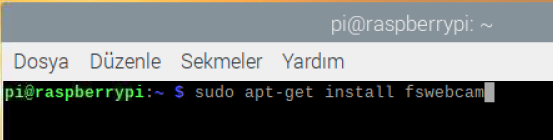 pi@raspberrypi: ~
Dosya Düzenle Sekmeler Yardım
pi@raspberrypi:~ $ sudo apt-get install fswebcam